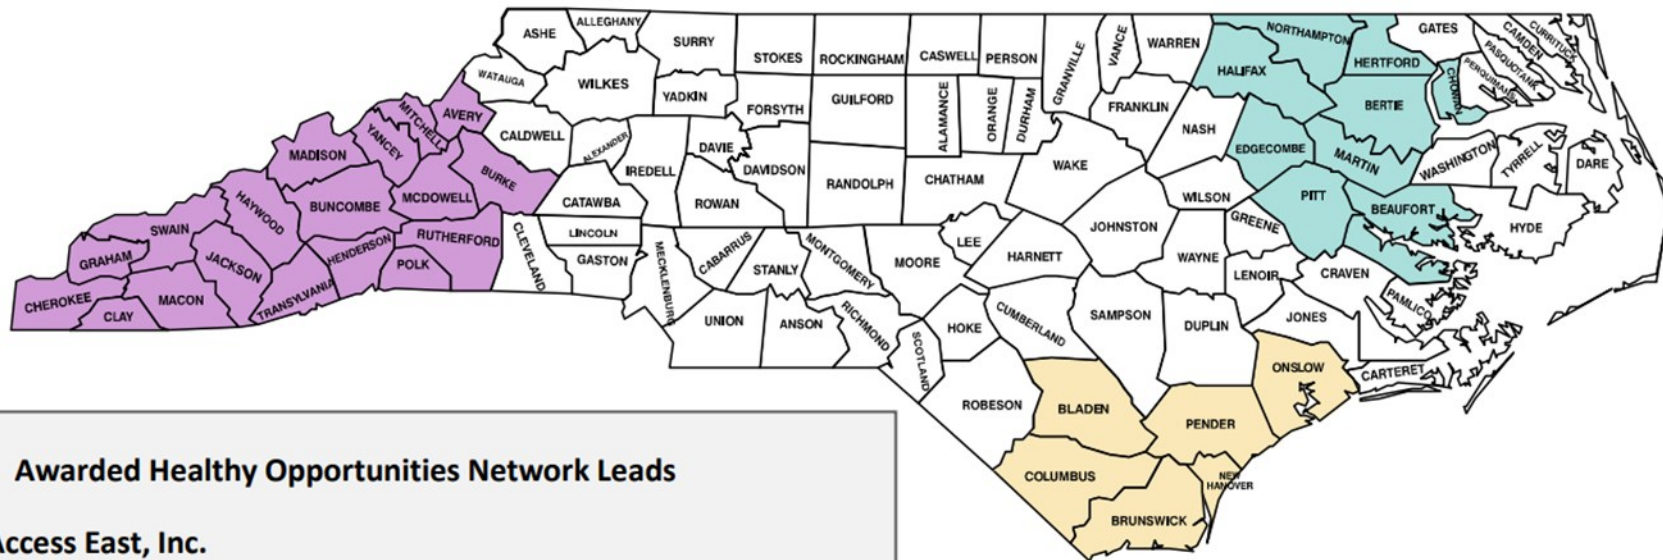 ASHE
ALLEGHANY
SURRY
STOKES
ROCKINGHAM
CASWELL
PERSON
GRANVILLE
VANCE
WARREN
NORTHAMPTON
GATES
CURRITUCK
CAMDEN
PASQUOTANK
PERQUIMANS
HERTFORD
HALIFAX
CHOWAN
BERTIE
WATAUGA
WILKES
YADKIN
FORSYTH
GUILFORD
ALAMANCE
ORANGE
DURHAM
FRANKLIN
NASH
EDGECOMBE
MARTIN
WASHINGTON
TYRRELL
DARE
AVERY
MITCHELL
YANCEY
MADISON
CALDWELL
ALEXANDER
IREDELL
DAVIE
DAVIDSON
RANDOLPH
CHATHAM
WAKE
WILSON
PITT
BEAUFORT
HYDE
BURKE
MCDOWELL
BUNCOMBE
HAYWOOD
CATAWBA
ROWAN
JOHNSTON
GREENE
SWAIN
GRAHAM
JACKSON
HENDERSON
RUTHERFORD
POLK
CLEVELAND
LINCOLN
GASTON
MECKLENBURG
CABARRUS
STANLY
MONTGOMERY
MOORE
LEE
HARNETT
WAYNE
LENOIR
CRAVEN
PAMLICO
CHEROKEE
CLAY
MACON
TRANSYLVANIA
UNION
ANSON
RICHMOND
SCOTLAND
HOKE
CUMBERLAND
SAMPSON
DUPLIN
JONES
CARTERET
ONSLOW
ROBESON
BLADEN
PENDER
COLUMBUS
NEW
HANOVER
BRUNSWICK
Awarded Healthy Opportunities Network Leads
Access East, Inc.